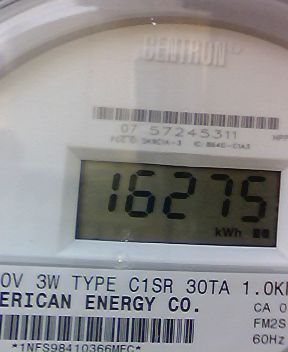 CENTRON
07 57245311
16275
kWh
0V 3W TYPE C1SR 30TA 1.0K
ERICAN ENERGY CO. CA 0
FM2S
60Hz
*1NFS98410366MFC*